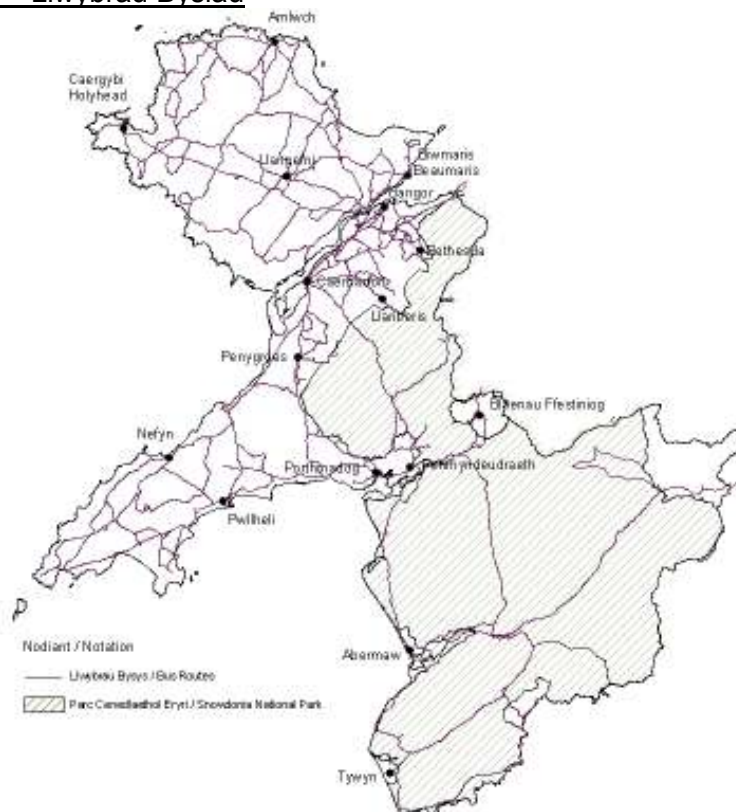 Llwybrau Bysiau
Amlwch
Caergybi
Holyhead
Llangefni
Biwmaris
Beaumaris
Bangor
Bethesda
Caernarfon
Llanberis
Penygroes
Blaenau Ffestiniog
Nefyn
Porthmadog
Penrhyndeudraeth
Pwllheli
Nodiant / Notation
Abermaw
Llwybrau Bysys / Bus Routes
Parc Cenedlaethol Eryri / Snowdonia National Park
Tywyn